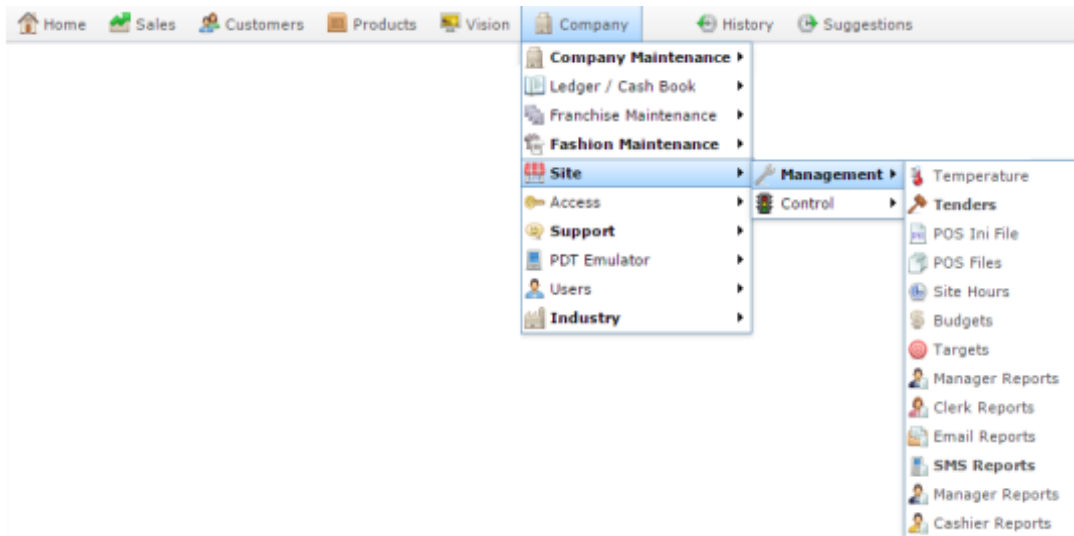 Home Sales Customers Products Vision Company History Suggestions
Company Maintenance
Ledger / Cash Book
Franchise Maintenance
Fashion Maintenance
Site
Access
Support
PDT Emulator
Users
Industry
Management
Control
Temperature
Tenders
POS Ini File
POS Files
Site Hours
Budgets
Targets
Manager Reports
Clerk Reports
Email Reports
SMS Reports
Manager Reports
Cashier Reports